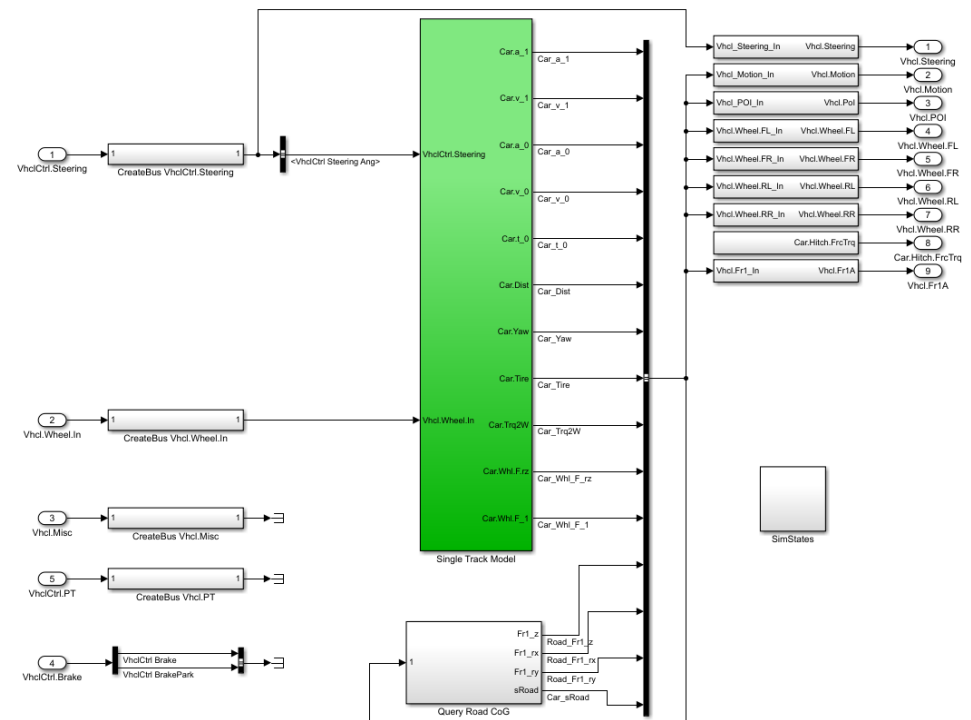 1
VhclCtrl.Steering
1 1
CreateBus VhclCtrl.Steering
<VhclCtrl Steering Ang>
VhclCtrl.Steering
Vhcl.Wheel.In
Car.a_1
Car.v_1
Car.a_0
Car.v_0
Car.t_0
Car.Dist
Car.Yaw
Car.Tire
Car.Trq2W
Car.Whl.F.rz
Car.Whl.F_1
Single Track Model
Car_a_1
Car_v_1
Car_a_0
Car_v_0
Car_t_0
Car_Dist
Car_Yaw
Car_Tire
Car_Trq2W
Car_Whl_F_rz
Car_Whl_F_1
Vhcl_Steering_In Vhcl.Steering
1
Vhcl.Steering
Vhcl_Motion_In Vhcl.Motion
2
Vhcl.Motion
Vhcl_POI_In Vhcl.PoI
3
Vhcl.POI
Vhcl.Wheel.FL_In Vhcl.Wheel.FL
4
Vhcl.Wheel.FL
Vhcl.Wheel.FR_In Vhcl.Wheel.FR
5
Vhcl.Wheel.FR
Vhcl.Wheel.RL_In Vhcl.Wheel.RL
6
Vhcl.Wheel.RL
Vhcl.Wheel.RR_In Vhcl.Wheel.RR
7
Vhcl.Wheel.RR
Car.Hitch.FrcTrq
8
Car.Hitch.FrcTrq
Vhcl.Fr1_In Vhcl.Fr1A
9
Vhcl.Fr1A
2
Vhcl.Wheel.In
1 1
CreateBus Vhcl.Wheel.In
3
Vhcl.Misc
1 1
CreateBus Vhcl.Misc
5
VhclCtrl.PT
1 1
CreateBus Vhcl.PT
4
VhclCtrl.Brake
VhclCtrl Brake
VhclCtrl BrakePark
1
Fr1_z
Fr1_rx
Fr1_ry
sRoad
Query Road CoG
Road_Fr1_z
Road_Fr1_rx
Road_Fr1_ry
Car_sRoad
SimStates